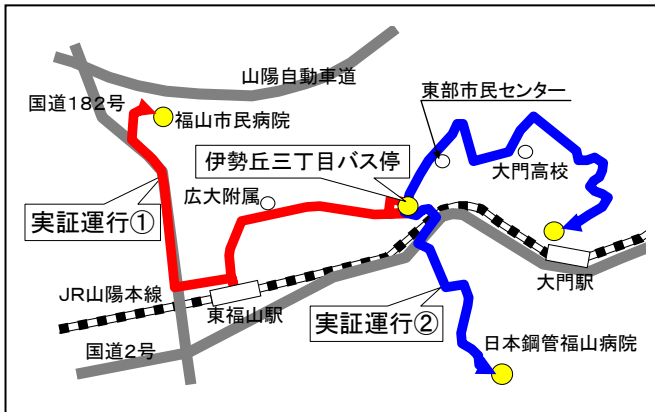 山陽自動車道
国道182号
東部市民センター
福山市民病院
伊勢丘三丁目バス停
大門高校
広大附属
実証運行①
JR山陽本線
大門駅
東福山駅
実証運行②
日本鋼管福山病院
国道2号